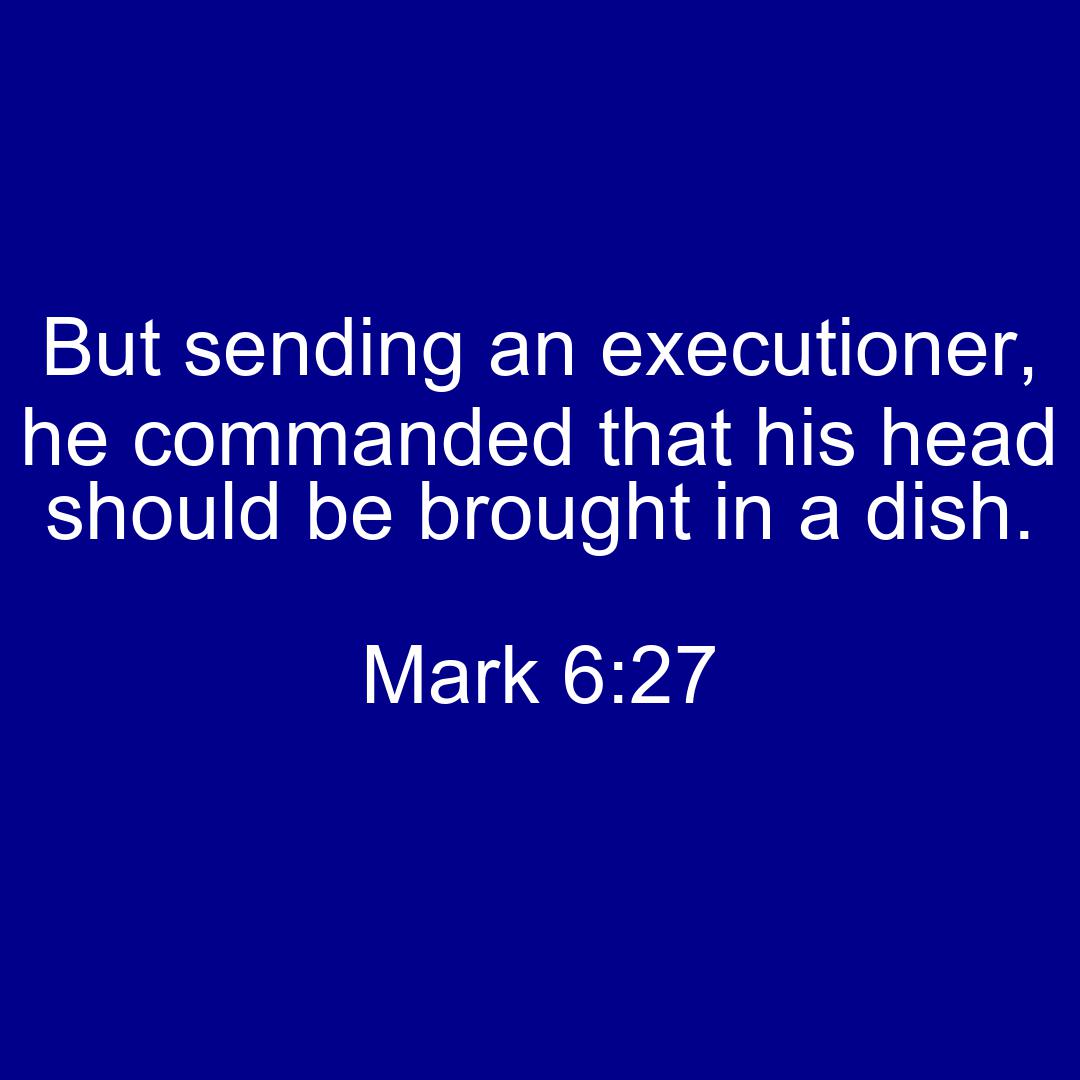 But sending an executioner,
he commanded that his head
should be brought in a dish.
Mark 6:27